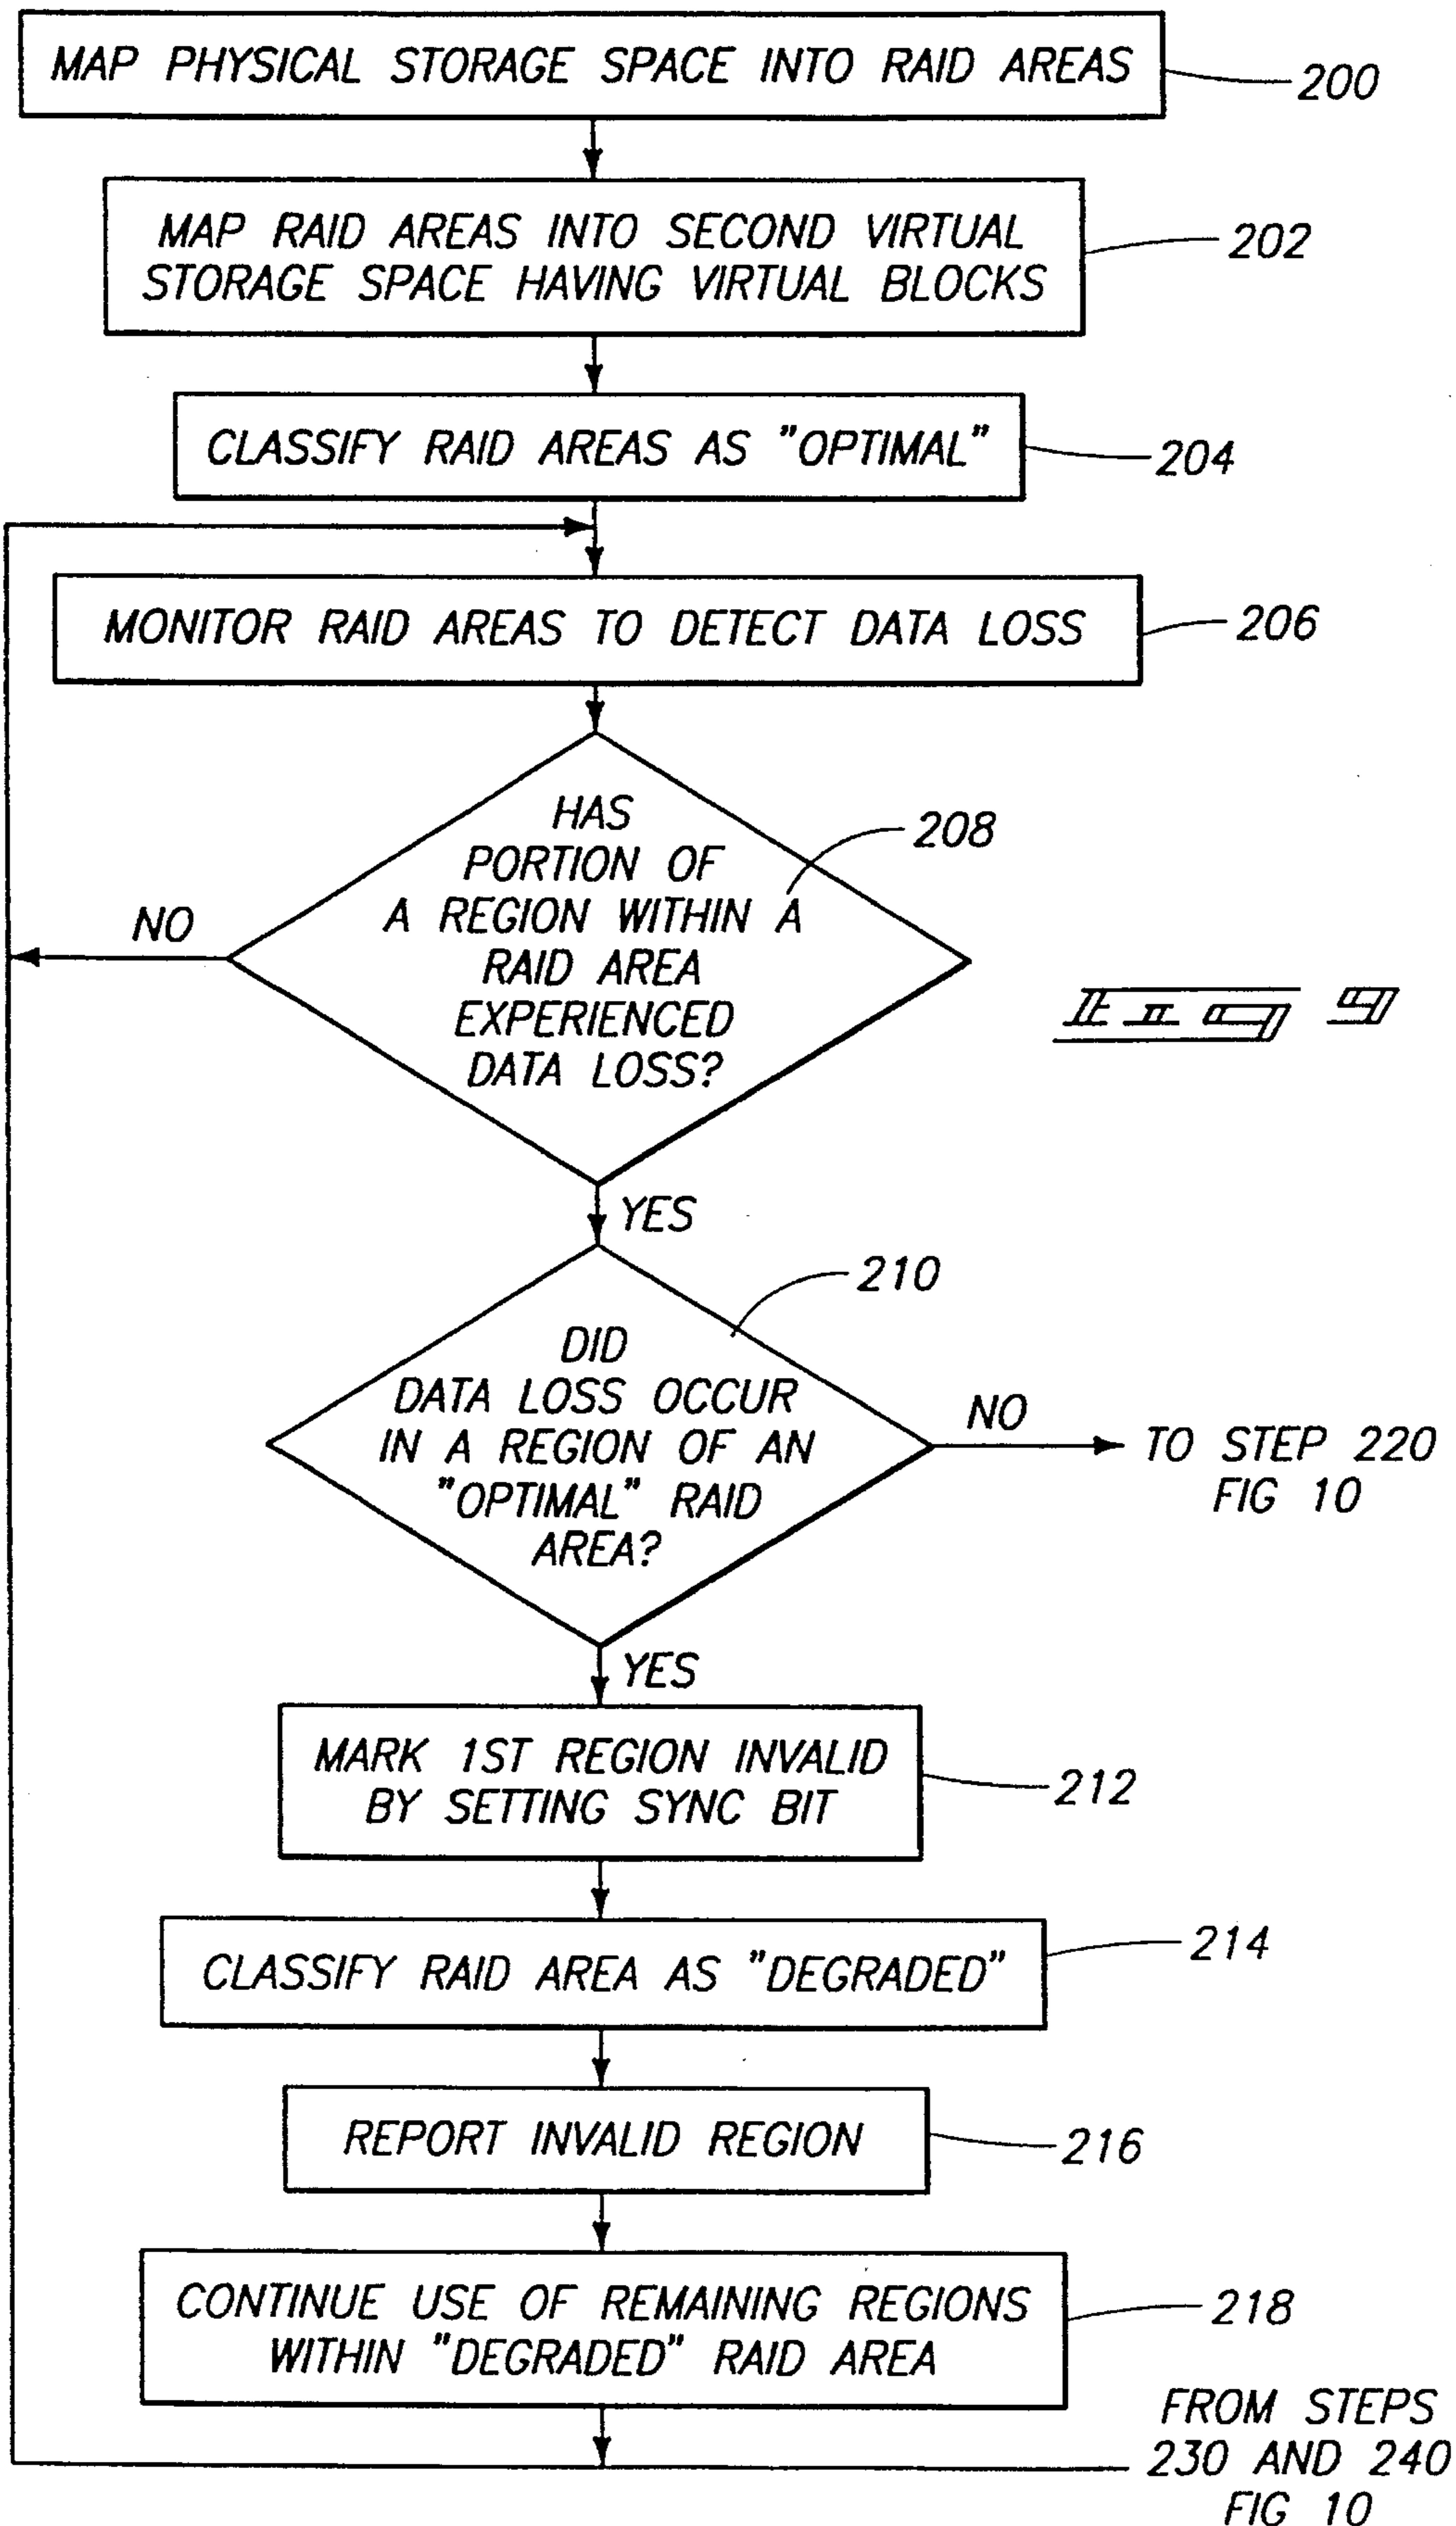 MAP PHYSICAL STORAGE SPACE INTO RAID AREAS
200
MAP RAID AREAS INTO SECOND VIRTUAL
STORAGE SPACE HAVING VIRTUAL BLOCKS
202
CLASSIFY RAID AREAS AS "OPTIMAL"
204
MONITOR RAID AREAS TO DETECT DATA LOSS
206
HAS
PORTION OF
A REGION WITHIN A
RAID AREA
EXPERIENCED
DATA LOSS?
208
NO
Fig 9
YES
DID
DATA LOSS OCCUR
IN A REGION OF AN
"OPTIMAL" RAID
AREA?
210
NO
TO STEP 220
FIG 10
YES
MARK 1ST REGION INVALID
BY SETTING SYNC BIT
212
CLASSIFY RAID AREA AS "DEGRADED"
214
REPORT INVALID REGION
216
CONTINUE USE OF REMAINING REGIONS
WITHIN "DEGRADED" RAID AREA
218
FROM STEPS
230 AND 240
FIG 10